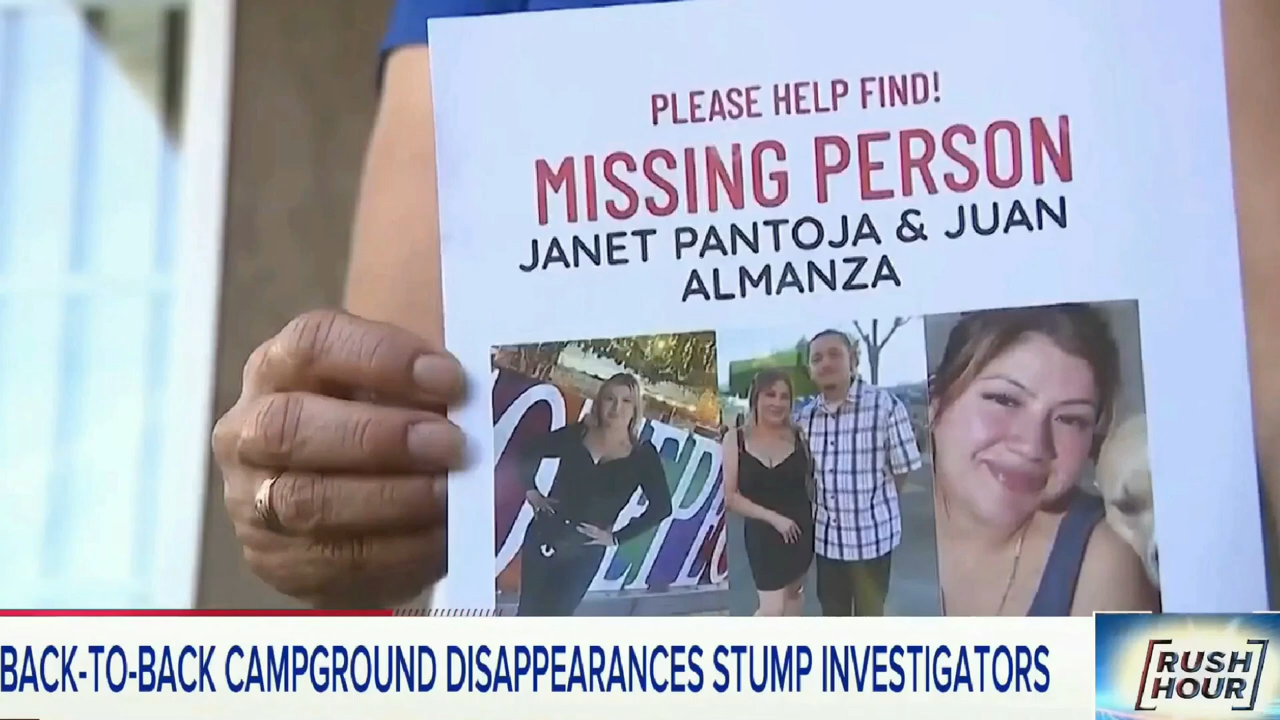 PLEASE HELP FIND!
MISSING PERSON
JANET PANTOJA & JUAN
ALMANZA
BACK-TO-BACK CAMPGROUND DISAPPEARANCES STUMP INVESTIGATORS
RUSH
HOUR